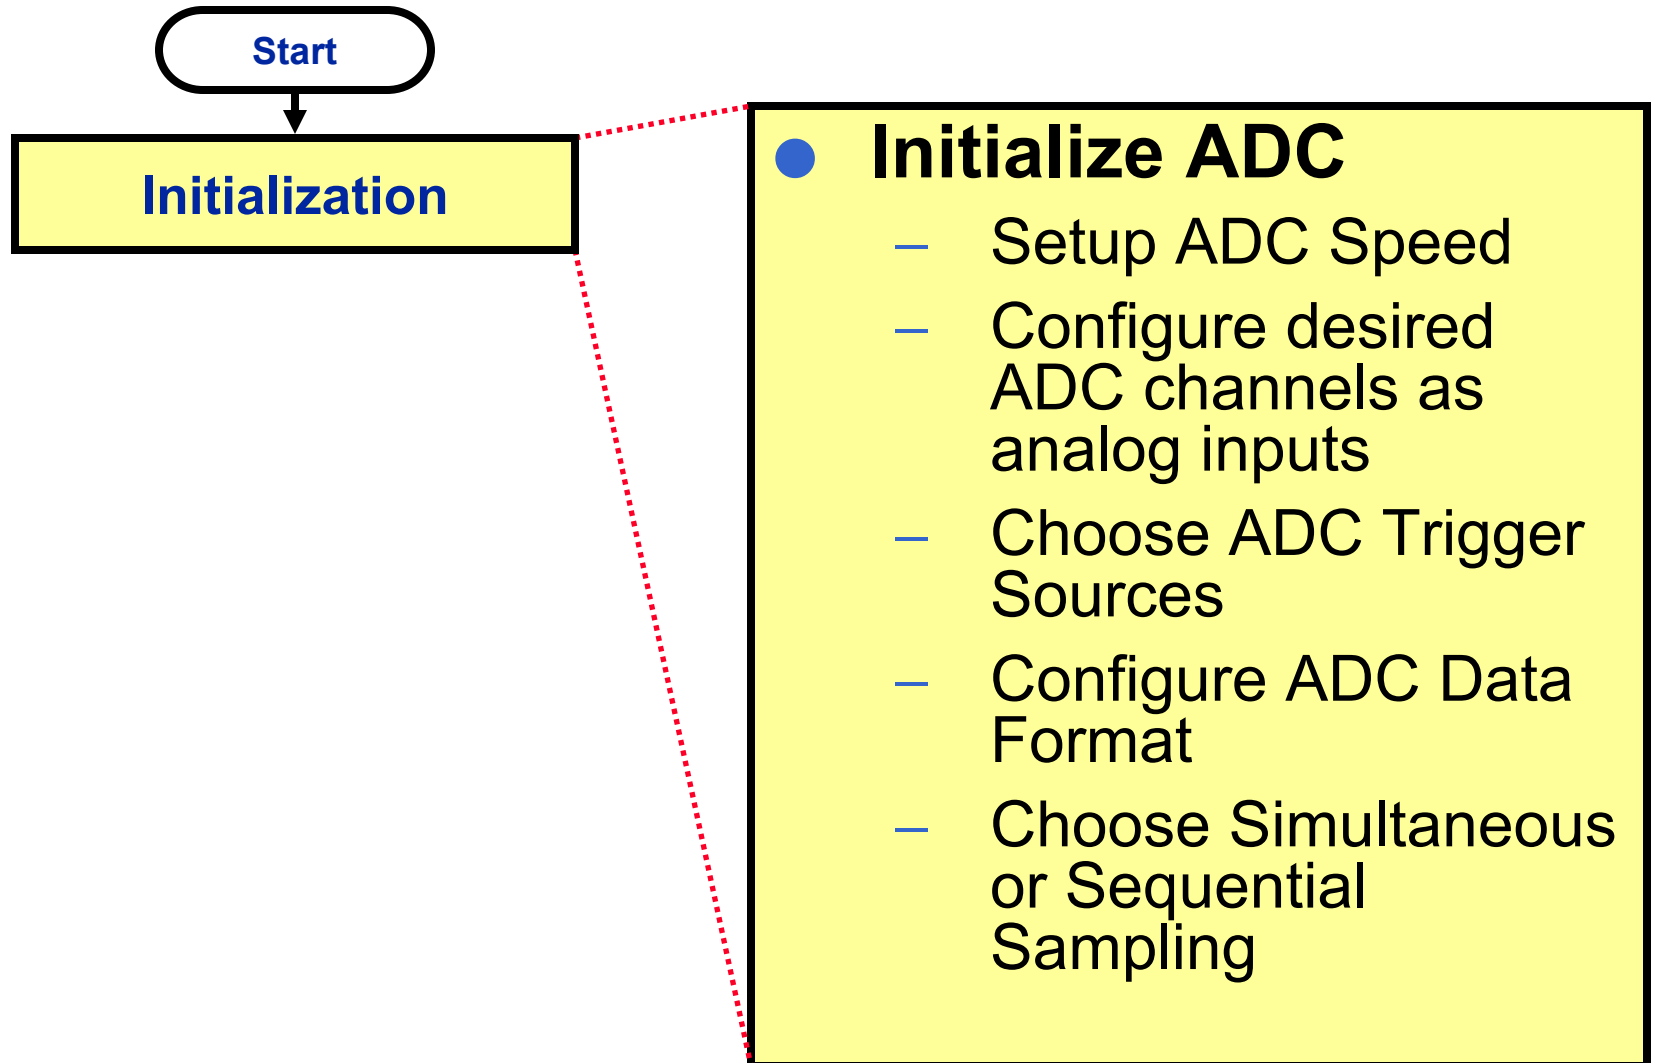 Start
Initialization
● Initialize ADC
– Setup ADC Speed
– Configure desired
ADC channels as
analog inputs
– Choose ADC Trigger
Sources
– Configure ADC Data
Format
– Choose Simultaneous
or Sequential
Sampling